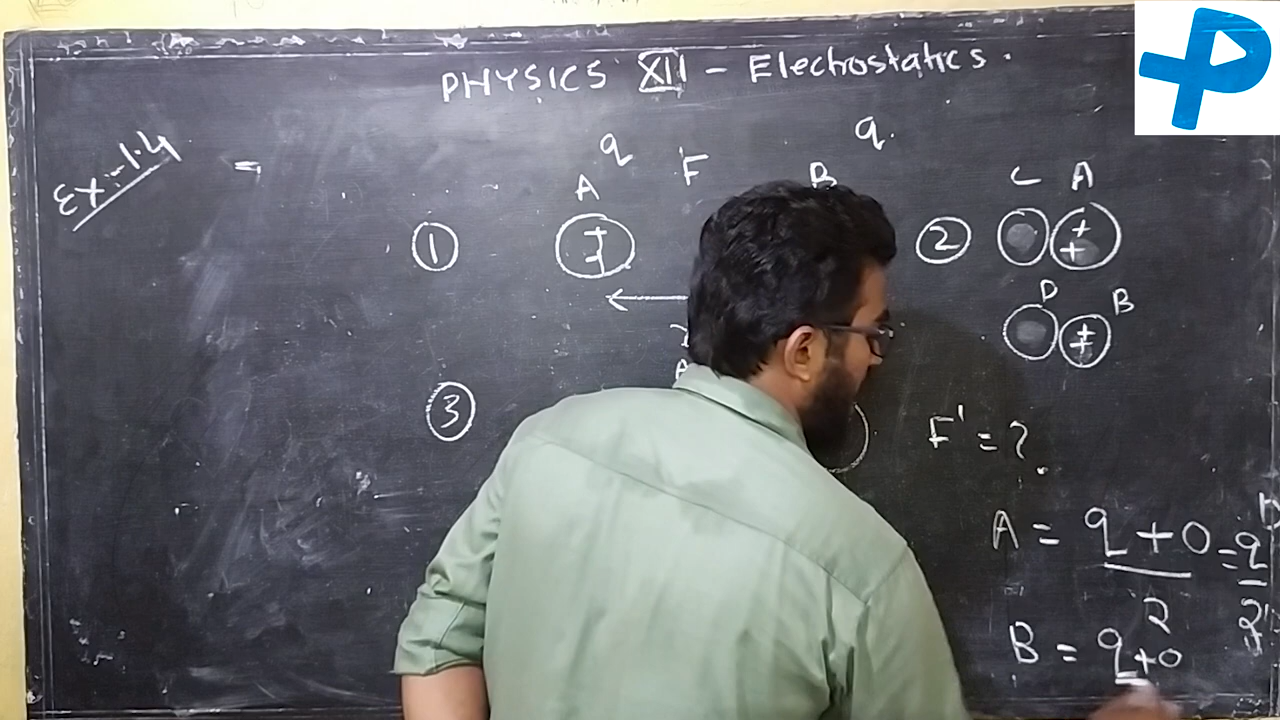 PHYSICS XII - Electrostatics.
Ex:-1.4 =
q F q.
A B C A
① + - ② + +
D B
+ +
③
F' = ?
A = q + 0 = q
2 2
B = q + 0